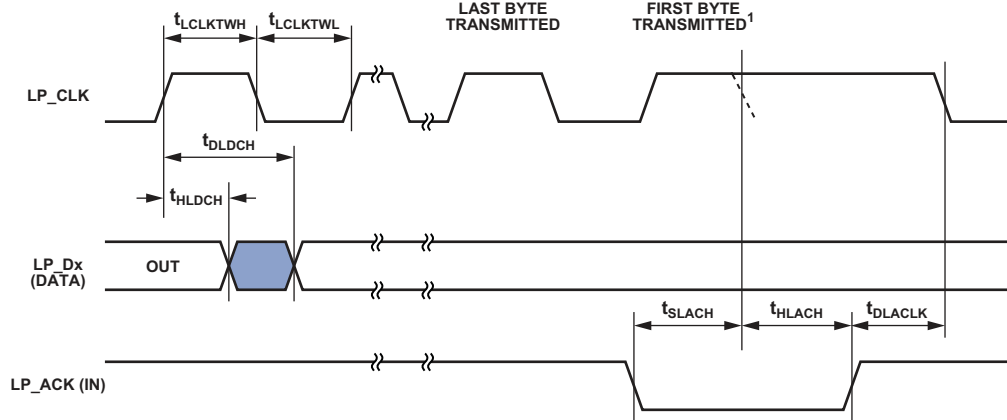 LAST BYTE
TRANSMITTED
FIRST BYTE
TRANSMITTED¹
tLCLKTWH
tLCLKTWL
LP_CLK
tDLDCH
tHLDCH
LP_Dx
(DATA)
OUT
tSLACH
tHLACH
tDLACLK
LP_ACK (IN)